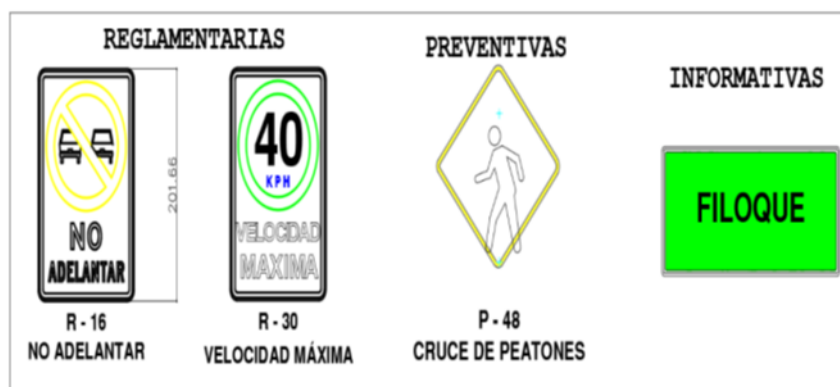 REGLAMENTARIAS
NO
ADELANTAR
201.66
R - 16
NO ADELANTAR
40
KPH
VELOCIDAD
MAXIMA
R - 30
VELOCIDAD MÁXIMA
PREVENTIVAS
P - 48
CRUCE DE PEATONES
INFORMATIVAS
FILOQUE